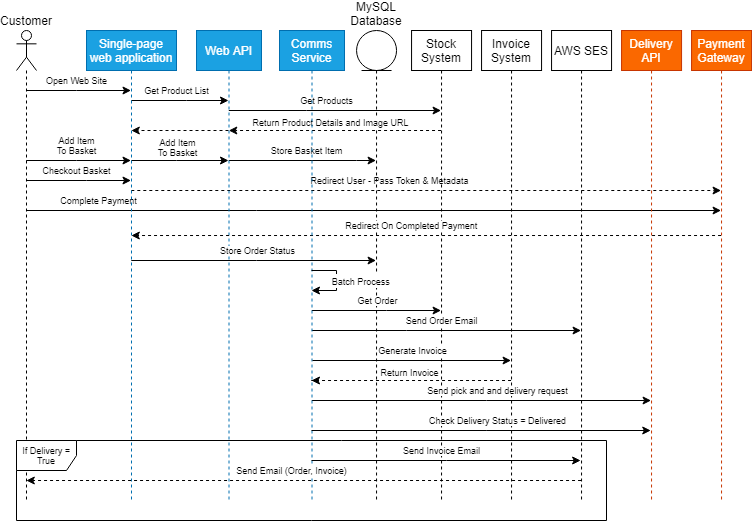 Customer
Single-page
web application
Web API
Comms
Service
MySQL
Database
Stock
System
Invoice
System
AWS SES
Delivery
API
Payment
Gateway
Open Web Site
Get Product List
Get Products
Return Product Details and Image URL
Add Item
To Basket
Add Item
To Basket
Store Basket Item
Checkout Basket
Redirect User - Pass Token & Metadata
Complete Payment
Redirect On Completed Payment
Store Order Status
Batch Process
Get Order
Send Order Email
Generate Invoice
Return Invoice
Send pick and and delivery request
Check Delivery Status = Delivered
If Delivery =
True
Send Invoice Email
Send Email (Order, Invoice)